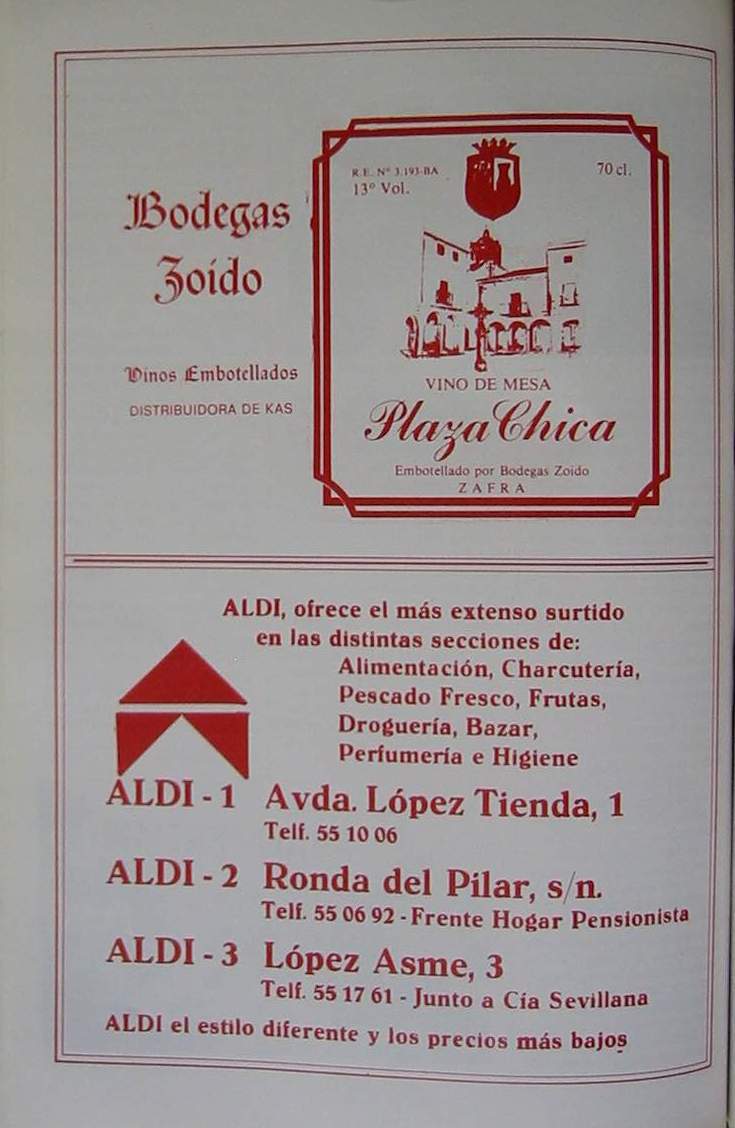 Bodegas
Zoido
Vinos Embotellados
DISTRIBUIDORA DE KAS
R.E. Nº 3.193-BA
13º Vol.
70 cl.
VINO DE MESA
Plaza Chica
Embotellado por Bodegas Zoido
ZAFRA
ALDI, ofrece el más extenso surtido
en las distintas secciones de:
Alimentación, Charcutería,
Pescado Fresco, Frutas,
Droguería, Bazar,
Perfumería e Higiene
ALDI - 1 Avda. López Tienda, 1
Telf. 55 10 06
ALDI - 2 Ronda del Pilar, s/n.
Telf. 55 06 92 - Frente Hogar Pensionista
ALDI - 3 López Asme, 3
Telf. 55 17 61 - Junto a Cía Sevillana
ALDI el estilo diferente y los precios más bajos